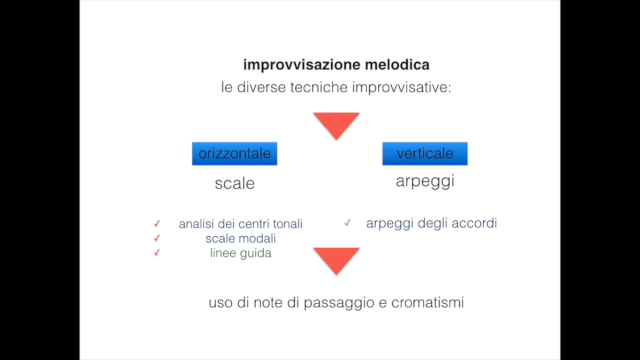 improvvisazione melodica
le diverse tecniche improvvisative:
orizzontale
verticale
scale
arpeggi
✓ analisi dei centri tonali
✓ arpeggi degli accordi
✓ scale modali
✓ linee guida
uso di note di passaggio e cromatismi